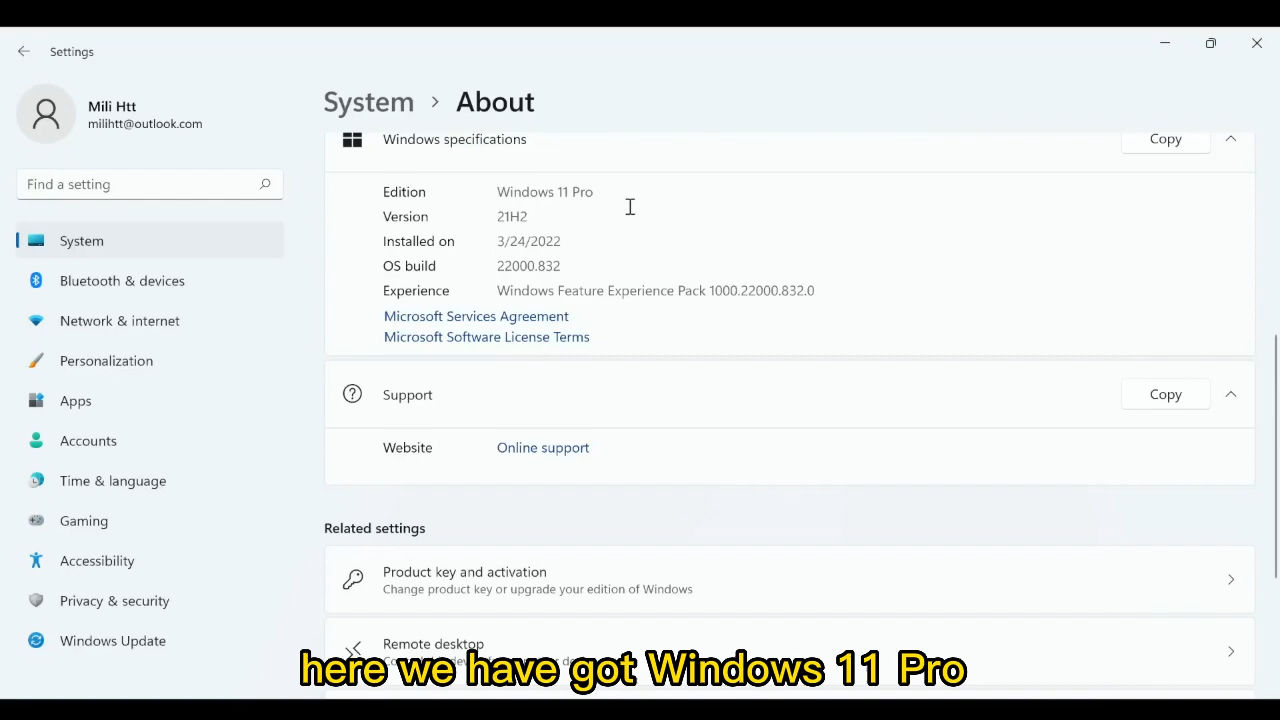 Settings
Mili Htt
milihtt@outlook.com
Find a setting
System
Bluetooth & devices
Network & internet
Personalization
Apps
Accounts
Time & language
Gaming
Accessibility
Privacy & security
Windows Update
System > About
Windows specifications Copy
Edition Windows 11 Pro
Version 21H2
Installed on 3/24/2022
OS build 22000.832
Experience Windows Feature Experience Pack 1000.22000.832.0
Microsoft Services Agreement
Microsoft Software License Terms
Support Copy
Website Online support
Related settings
Product key and activation
Change product key or upgrade your edition of Windows
Remote desktop
here we have got Windows 11 Pro